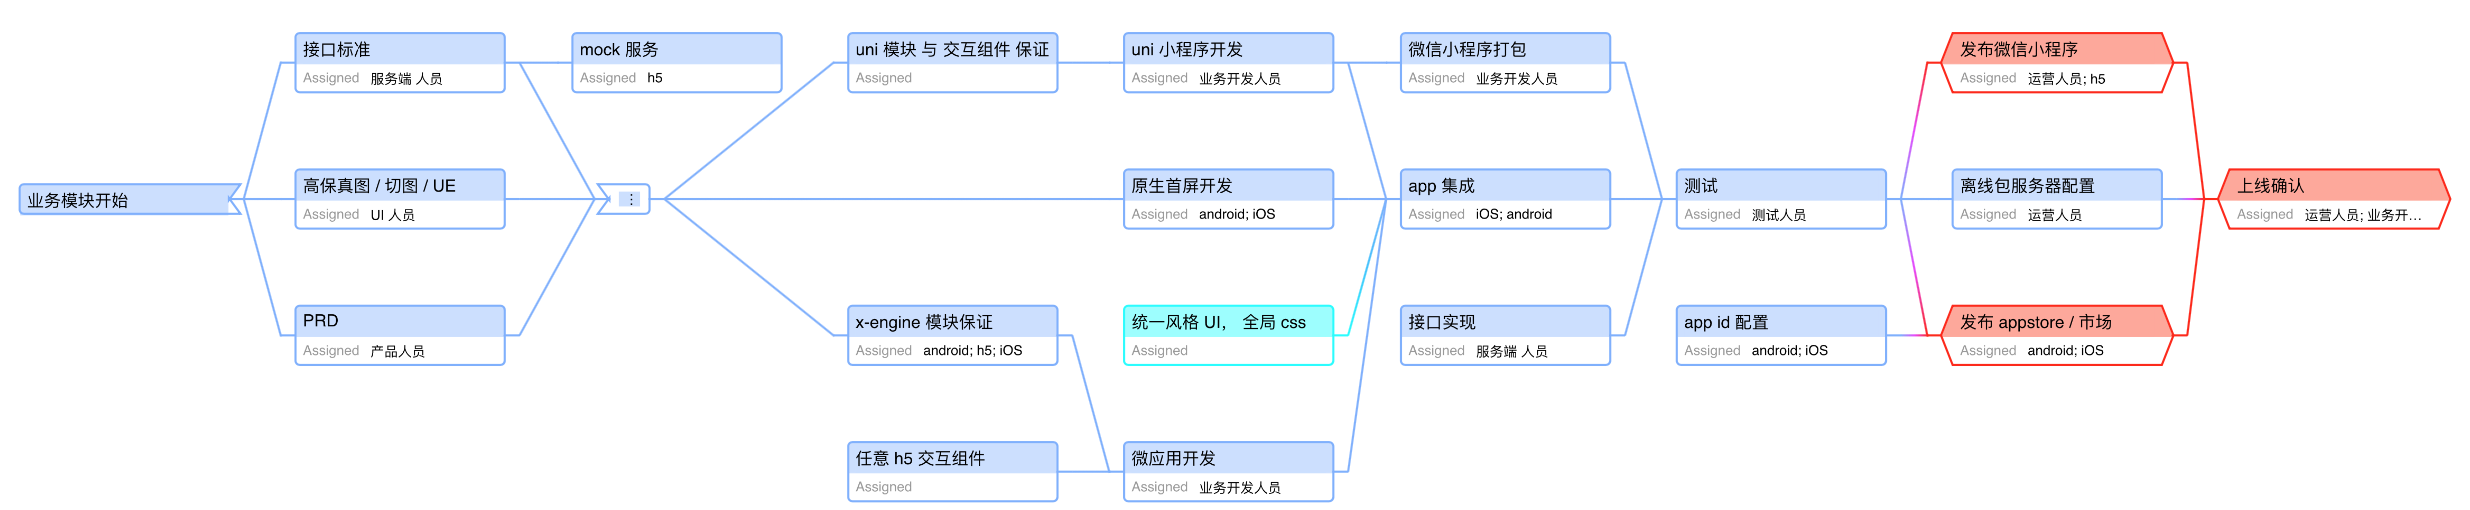 业务模块开始
接口标准
Assigned 服务端 人员
高保真图 / 切图 / UE
Assigned UI 人员
PRD
Assigned 产品人员
mock 服务
Assigned h5
⋮
uni 模块 与 交互组件 保证
Assigned
x-engine 模块保证
Assigned android; h5; iOS
任意 h5 交互组件
Assigned
uni 小程序开发
Assigned 业务开发人员
原生首屏开发
Assigned android; iOS
统一风格 UI， 全局 css
Assigned
微应用开发
Assigned 业务开发人员
微信小程序打包
Assigned 业务开发人员
app 集成
Assigned iOS; android
接口实现
Assigned 服务端 人员
测试
Assigned 测试人员
app id 配置
Assigned android; iOS
发布微信小程序
Assigned 运营人员; h5
离线包服务器配置
Assigned 运营人员
发布 appstore / 市场
Assigned android; iOS
上线确认
Assigned 运营人员; 业务开…